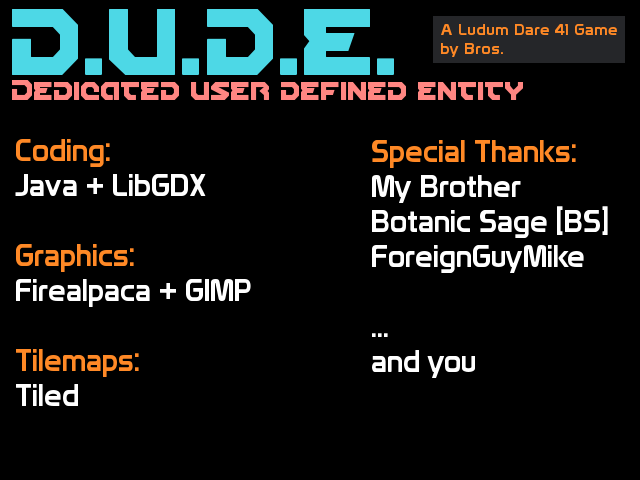 D.U.D.E.
A Ludum Dare 41 Game
by Bros.
Dedicated user defined entity
Coding:
Java + LibGDX
Graphics:
Firealpaca + GIMP
Tilemaps:
Tiled
Special Thanks:
My Brother
Botanic Sage [BS]
ForeignGuyMike
...
and you